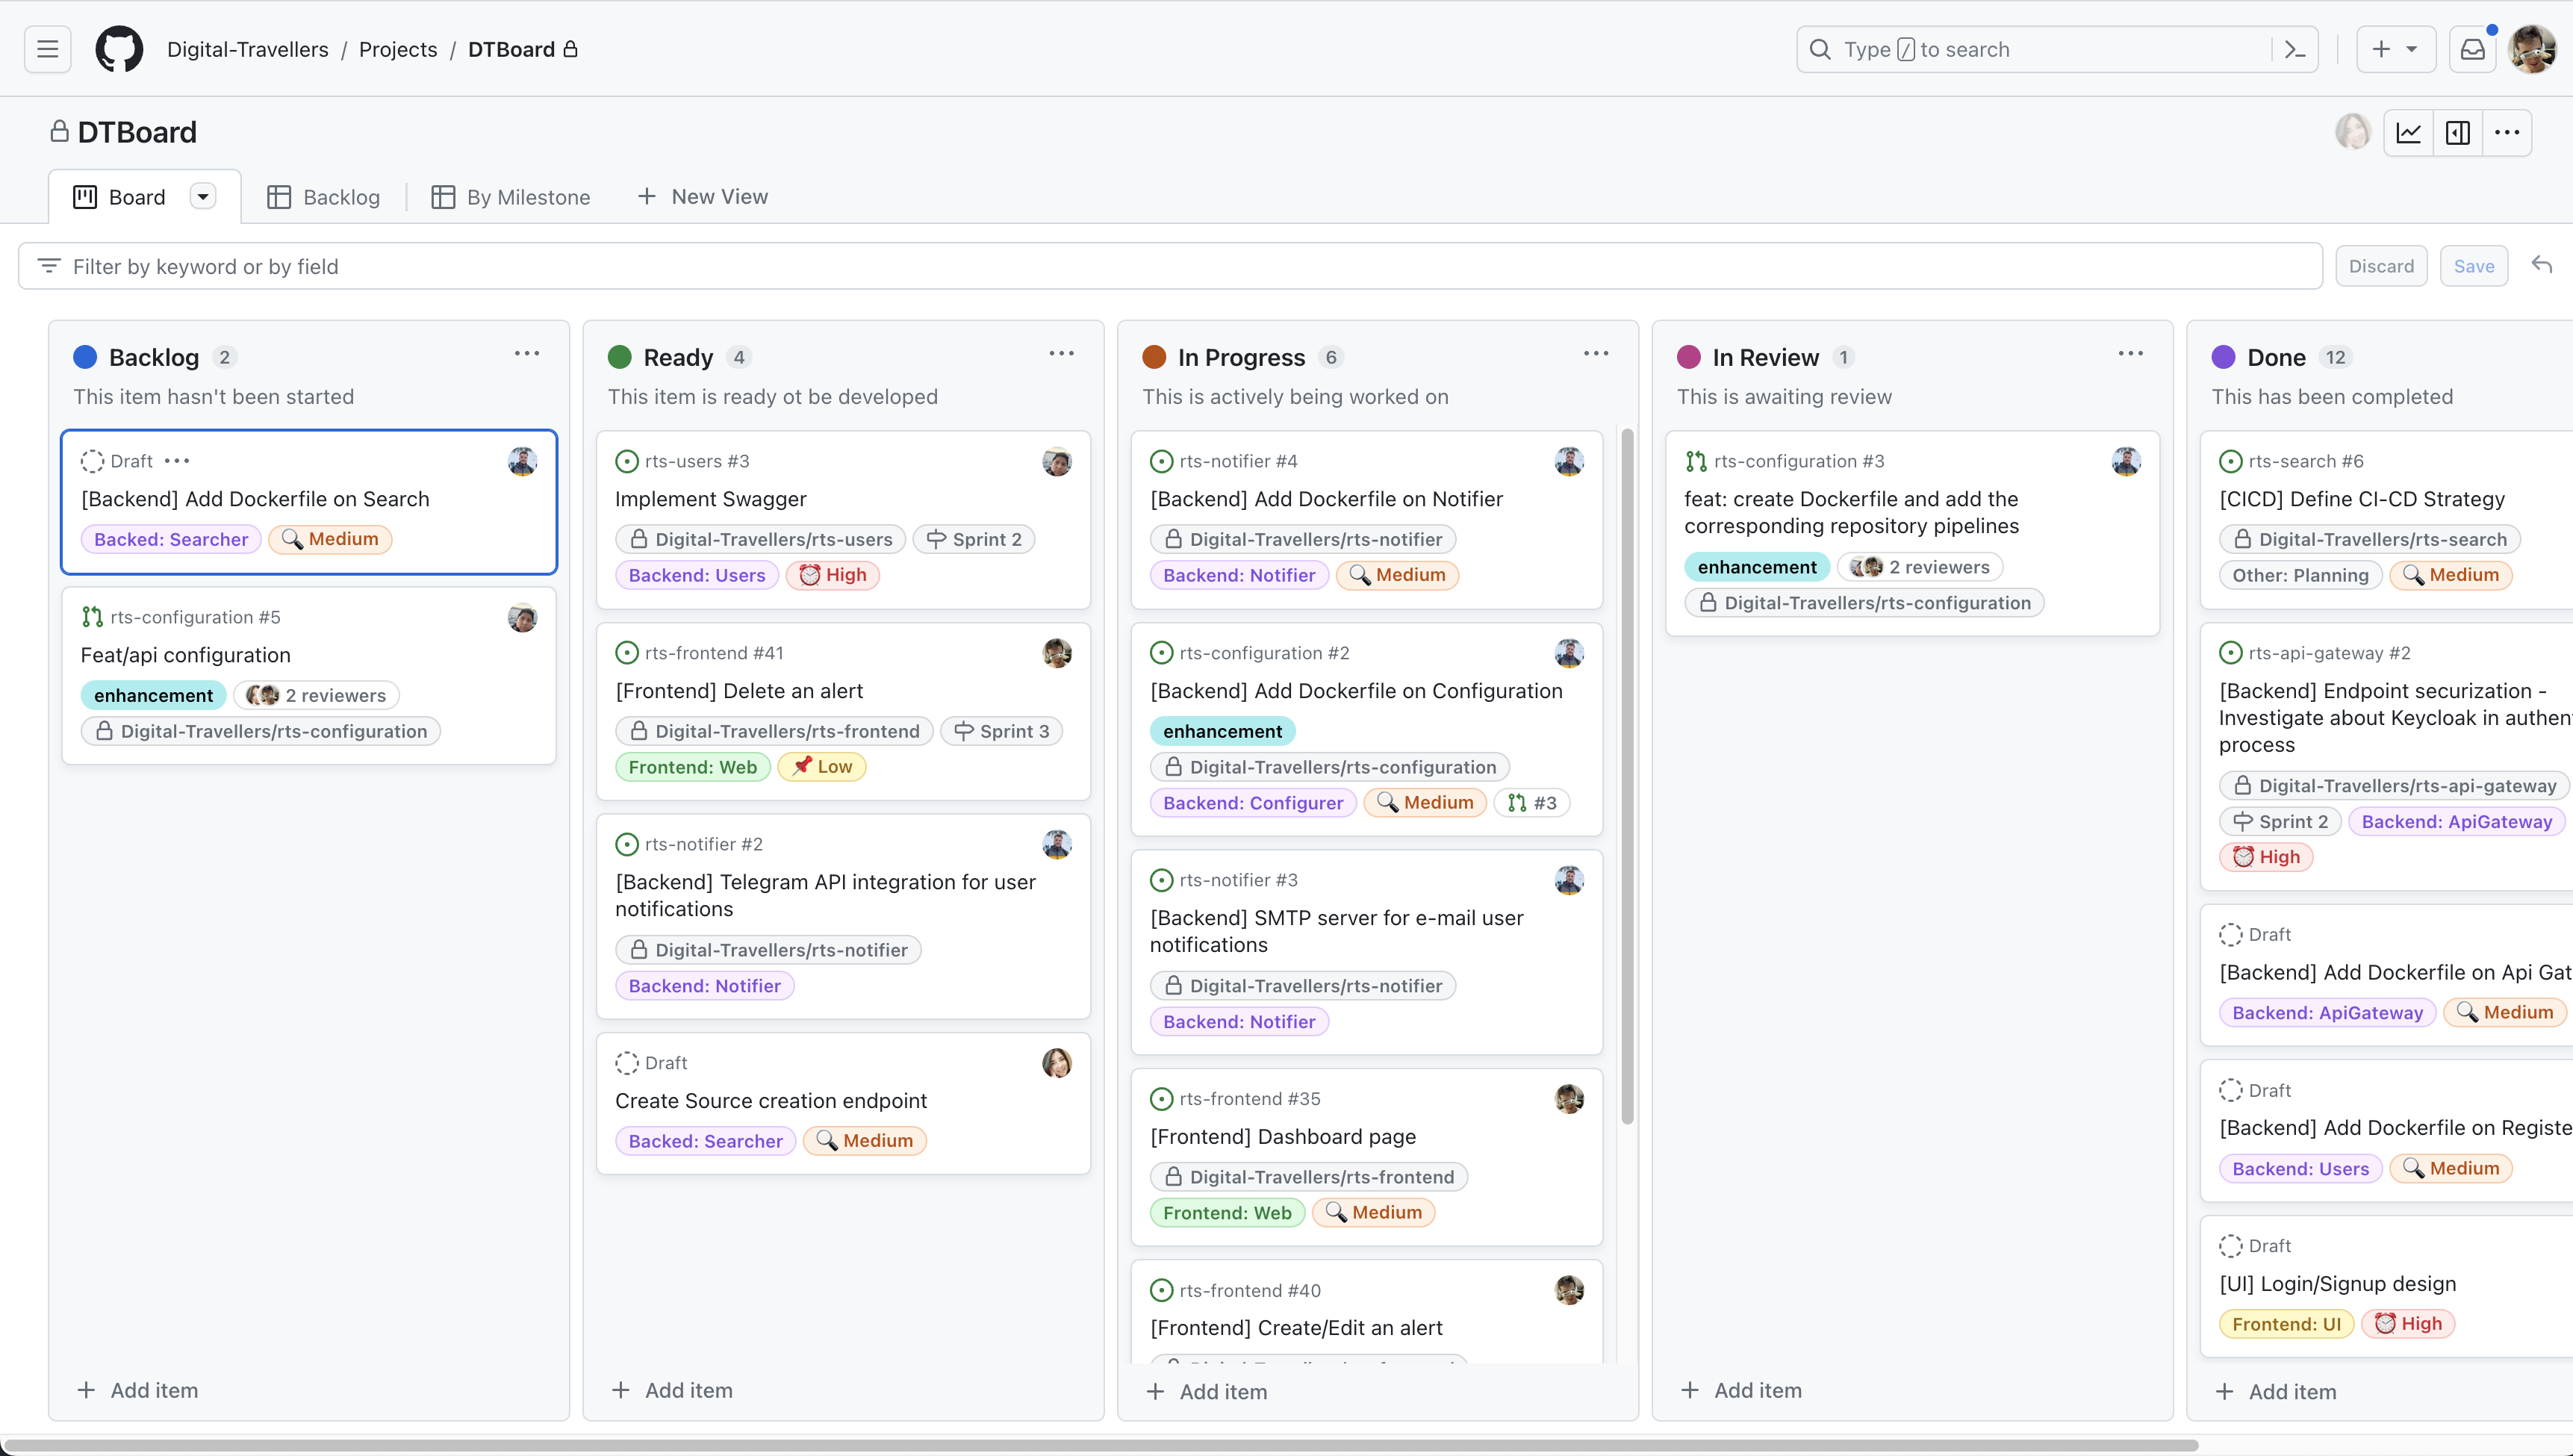 Digital-Travellers / Projects / DTBoard
Type / to search
DTBoard
Board
Backlog
By Milestone
New View
Filter by keyword or by field
Discard
Save
Backlog 2
This item hasn't been started
Draft
[Backend] Add Dockerfile on Search
Backed: Searcher
Medium
rts-configuration #5
Feat/api configuration
enhancement
2 reviewers
Digital-Travellers/rts-configuration
Add item
Ready 4
This item is ready ot be developed
rts-users #3
Implement Swagger
Digital-Travellers/rts-users
Sprint 2
Backend: Users
High
rts-frontend #41
[Frontend] Delete an alert
Digital-Travellers/rts-frontend
Sprint 3
Frontend: Web
Low
rts-notifier #2
[Backend] Telegram API integration for user
notifications
Digital-Travellers/rts-notifier
Backend: Notifier
Draft
Create Source creation endpoint
Backed: Searcher
Medium
Add item
In Progress 6
This is actively being worked on
rts-notifier #4
[Backend] Add Dockerfile on Notifier
Digital-Travellers/rts-notifier
Backend: Notifier
Medium
rts-configuration #2
[Backend] Add Dockerfile on Configuration
enhancement
Digital-Travellers/rts-configuration
Backend: Configurer
Medium
#3
rts-notifier #3
[Backend] SMTP server for e-mail user
notifications
Digital-Travellers/rts-notifier
Backend: Notifier
rts-frontend #35
[Frontend] Dashboard page
Digital-Travellers/rts-frontend
Frontend: Web
Medium
rts-frontend #40
[Frontend] Create/Edit an alert
Add item
In Review 1
This is awaiting review
rts-configuration #3
feat: create Dockerfile and add the
corresponding repository pipelines
enhancement
2 reviewers
Digital-Travellers/rts-configuration
Add item
Done 12
This has been completed
rts-search #6
[CICD] Define CI-CD Strategy
Digital-Travellers/rts-search
Other: Planning
Medium
rts-api-gateway #2
[Backend] Endpoint securization -
Investigate about Keycloak in authen
process
Digital-Travellers/rts-api-gateway
Sprint 2
Backend: ApiGateway
High
Draft
[Backend] Add Dockerfile on Api Gat
Backend: ApiGateway
Medium
Draft
[Backend] Add Dockerfile on Registe
Backend: Users
Medium
Draft
[UI] Login/Signup design
Frontend: UI
High
Add item